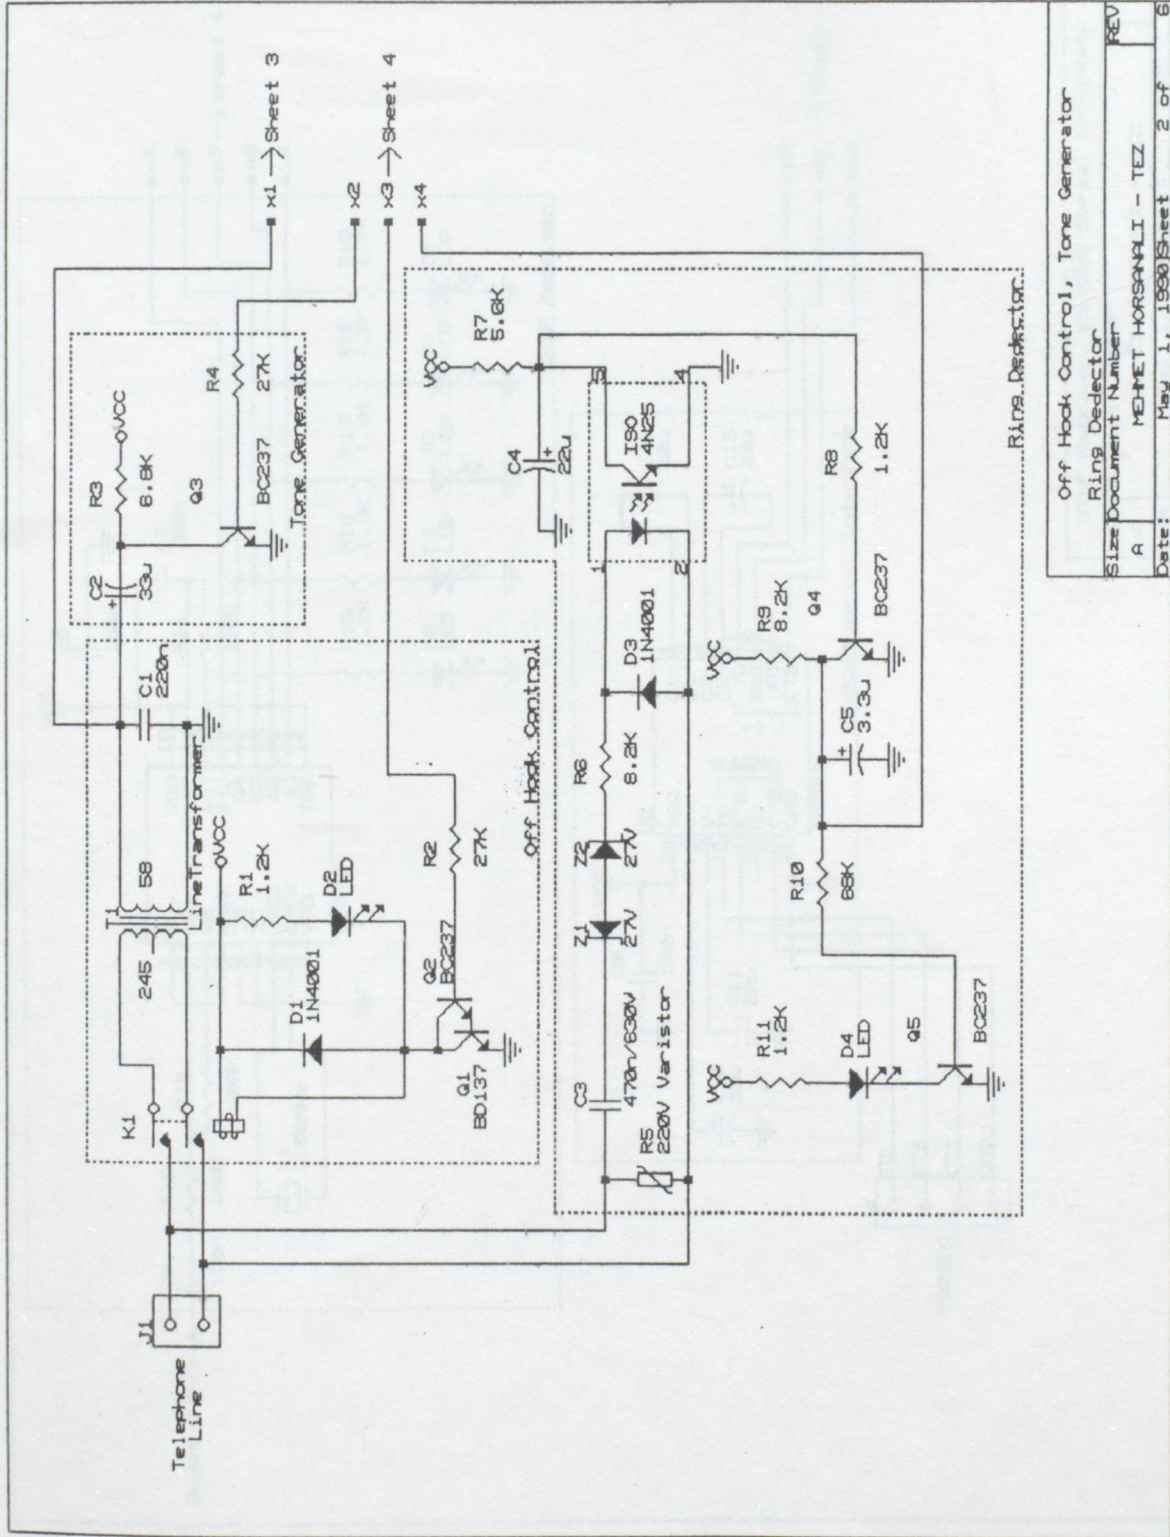 Telephone
Line
J1
K1
245
T1
58
LineTransformer
C1
220n
VCC
D1
1N4001
R1
1.2K
D2
LED
Q2
BC237
Q1
BD137
R2
27K
Off Hook Control
C2
33u
+
R3
6.8K
VCC
Q3
BC237
R4
27K
Tone Generator
x1
Sheet 3
x2
x3
Sheet 4
x4
R5
220V Varistor
C3
470n/630V
Z1
27V
Z2
27V
R6
8.2K
D3
1N4001
1
2
ISO
4N25
5
4
C4
22u
+
VCC
R7
5.6K
R8
1.2K
VCC
R9
8.2K
Q4
BC237
C5
3.3u
+
R10
68K
VCC
R11
1.2K
D4
LED
Q5
BC237
Ring Dedector
Off Hook Control, Tone Generator
Ring Dedector
Size
Document Number
REV
A
MEHMET HORSANALI - TEZ
Date:
May 1, 1990
Sheet
2 of
6